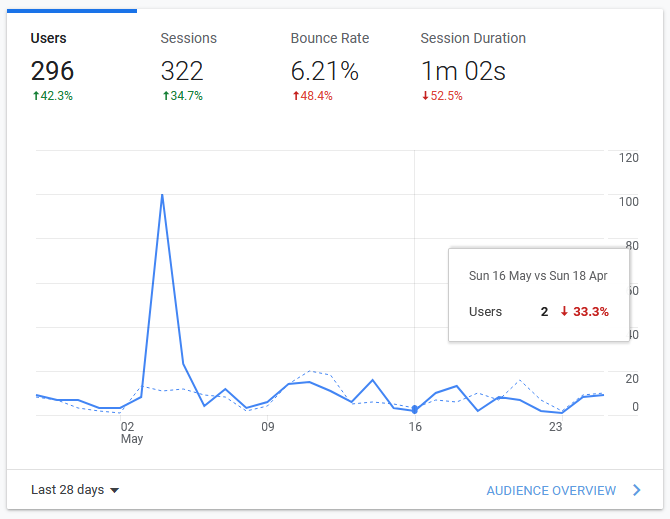 Users Sessions Bounce Rate Session Duration
296 322 6.21% 1m 02s
↑42.3% ↑34.7% ↑48.4% ↓52.5%
120
100
80
Sun 16 May vs Sun 18 Apr
60
Users 2 ↓ 33.3%
40
20
0
02 09 16 23
May
Last 28 days AUDIENCE OVERVIEW